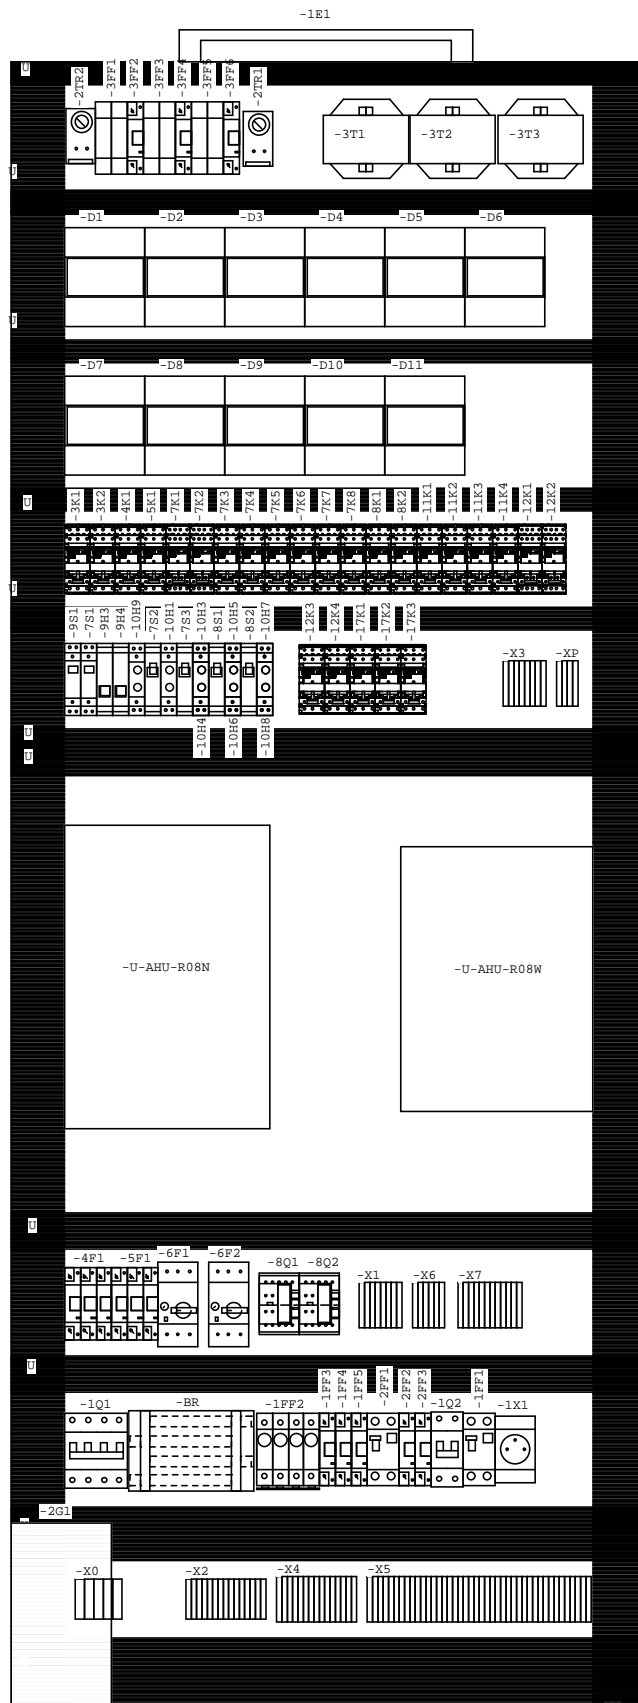 -1E1
U
-2TR2 -3FF1 -3FF2 -3FF3 -3FF4 -3FF5 -3FF6 -2TR1
-3T1 -3T2 -3T3
U
-D1 -D2 -D3 -D4 -D5 -D6
U
-D7 -D8 -D9 -D10 -D11
U
-3K1 -3K2 -4K1 -5K1 -7K1 -7K2 -7K3 -7K4 -7K5 -7K6 -7K7 -7K8 -8K1 -8K2 -11K1 -11K2 -11K3 -11K4 -12K1 -12K2
U
-9S1 -7S1 -9H3 -9H4 -10H9 -7S2 -10H1 -7S3 -10H3 -8S1 -10H5 -8S2 -10H7 -12K3 -12K4 -17K1 -17K2 -17K3
-X3 -XP
U
-10H4 -10H6 -10H8
U
-U-AHU-R08N -U-AHU-R08W
U
-4F1 -5F1 -6F1 -6F2 -8Q1 -8Q2
-X1 -X6 -X7
U
-1Q1 -BR -1FF2 -1FF3 -1FF4 -1FF5 -2FF1 -2FF2 -2FF3 -1Q2 -1FF1 -1X1
-2G1
-X0 -X2 -X4 -X5